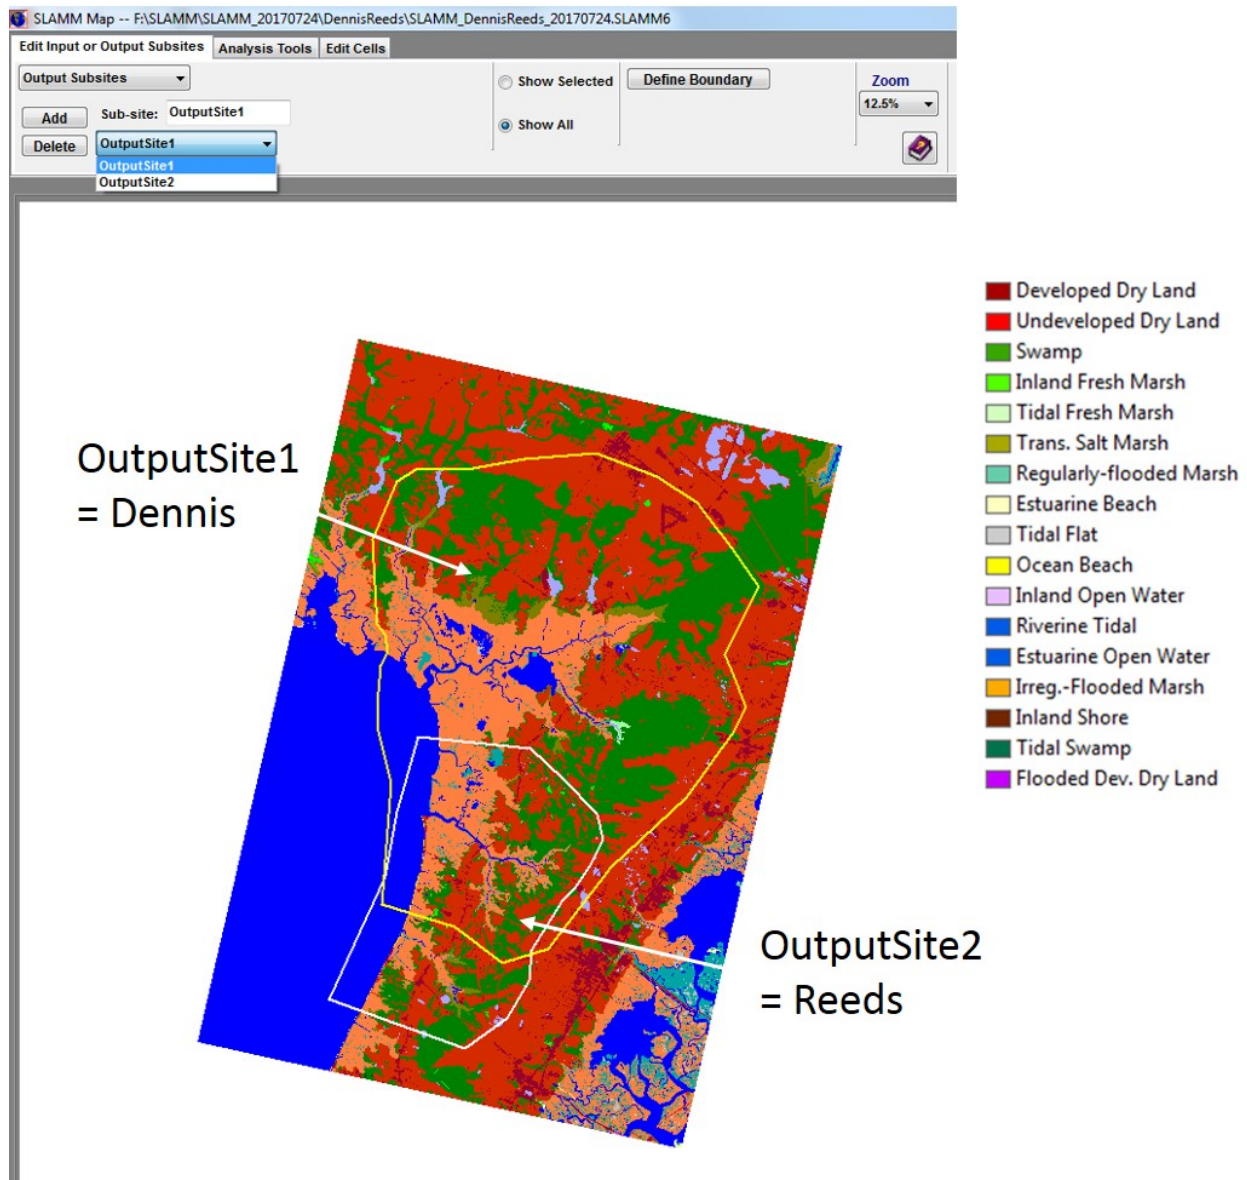 SLAMM Map -- F:\SLAMM\SLAMM_20170724\DennisReeds\SLAMM_DennisReeds_20170724.SLAMM6
Edit Input or Output Subsites Analysis Tools Edit Cells
Output Subsites Show Selected Define Boundary Zoom
12.5%
Add Sub-site: OutputSite1
Show All
Delete OutputSite1
OutputSite1
OutputSite2
Developed Dry Land
Undeveloped Dry Land
Swamp
Inland Fresh Marsh
Tidal Fresh Marsh
Trans. Salt Marsh
Regularly-flooded Marsh
Estuarine Beach
Tidal Flat
Ocean Beach
Inland Open Water
Riverine Tidal
Estuarine Open Water
Irreg.-Flooded Marsh
Inland Shore
Tidal Swamp
Flooded Dev. Dry Land
OutputSite1
= Dennis
OutputSite2
= Reeds